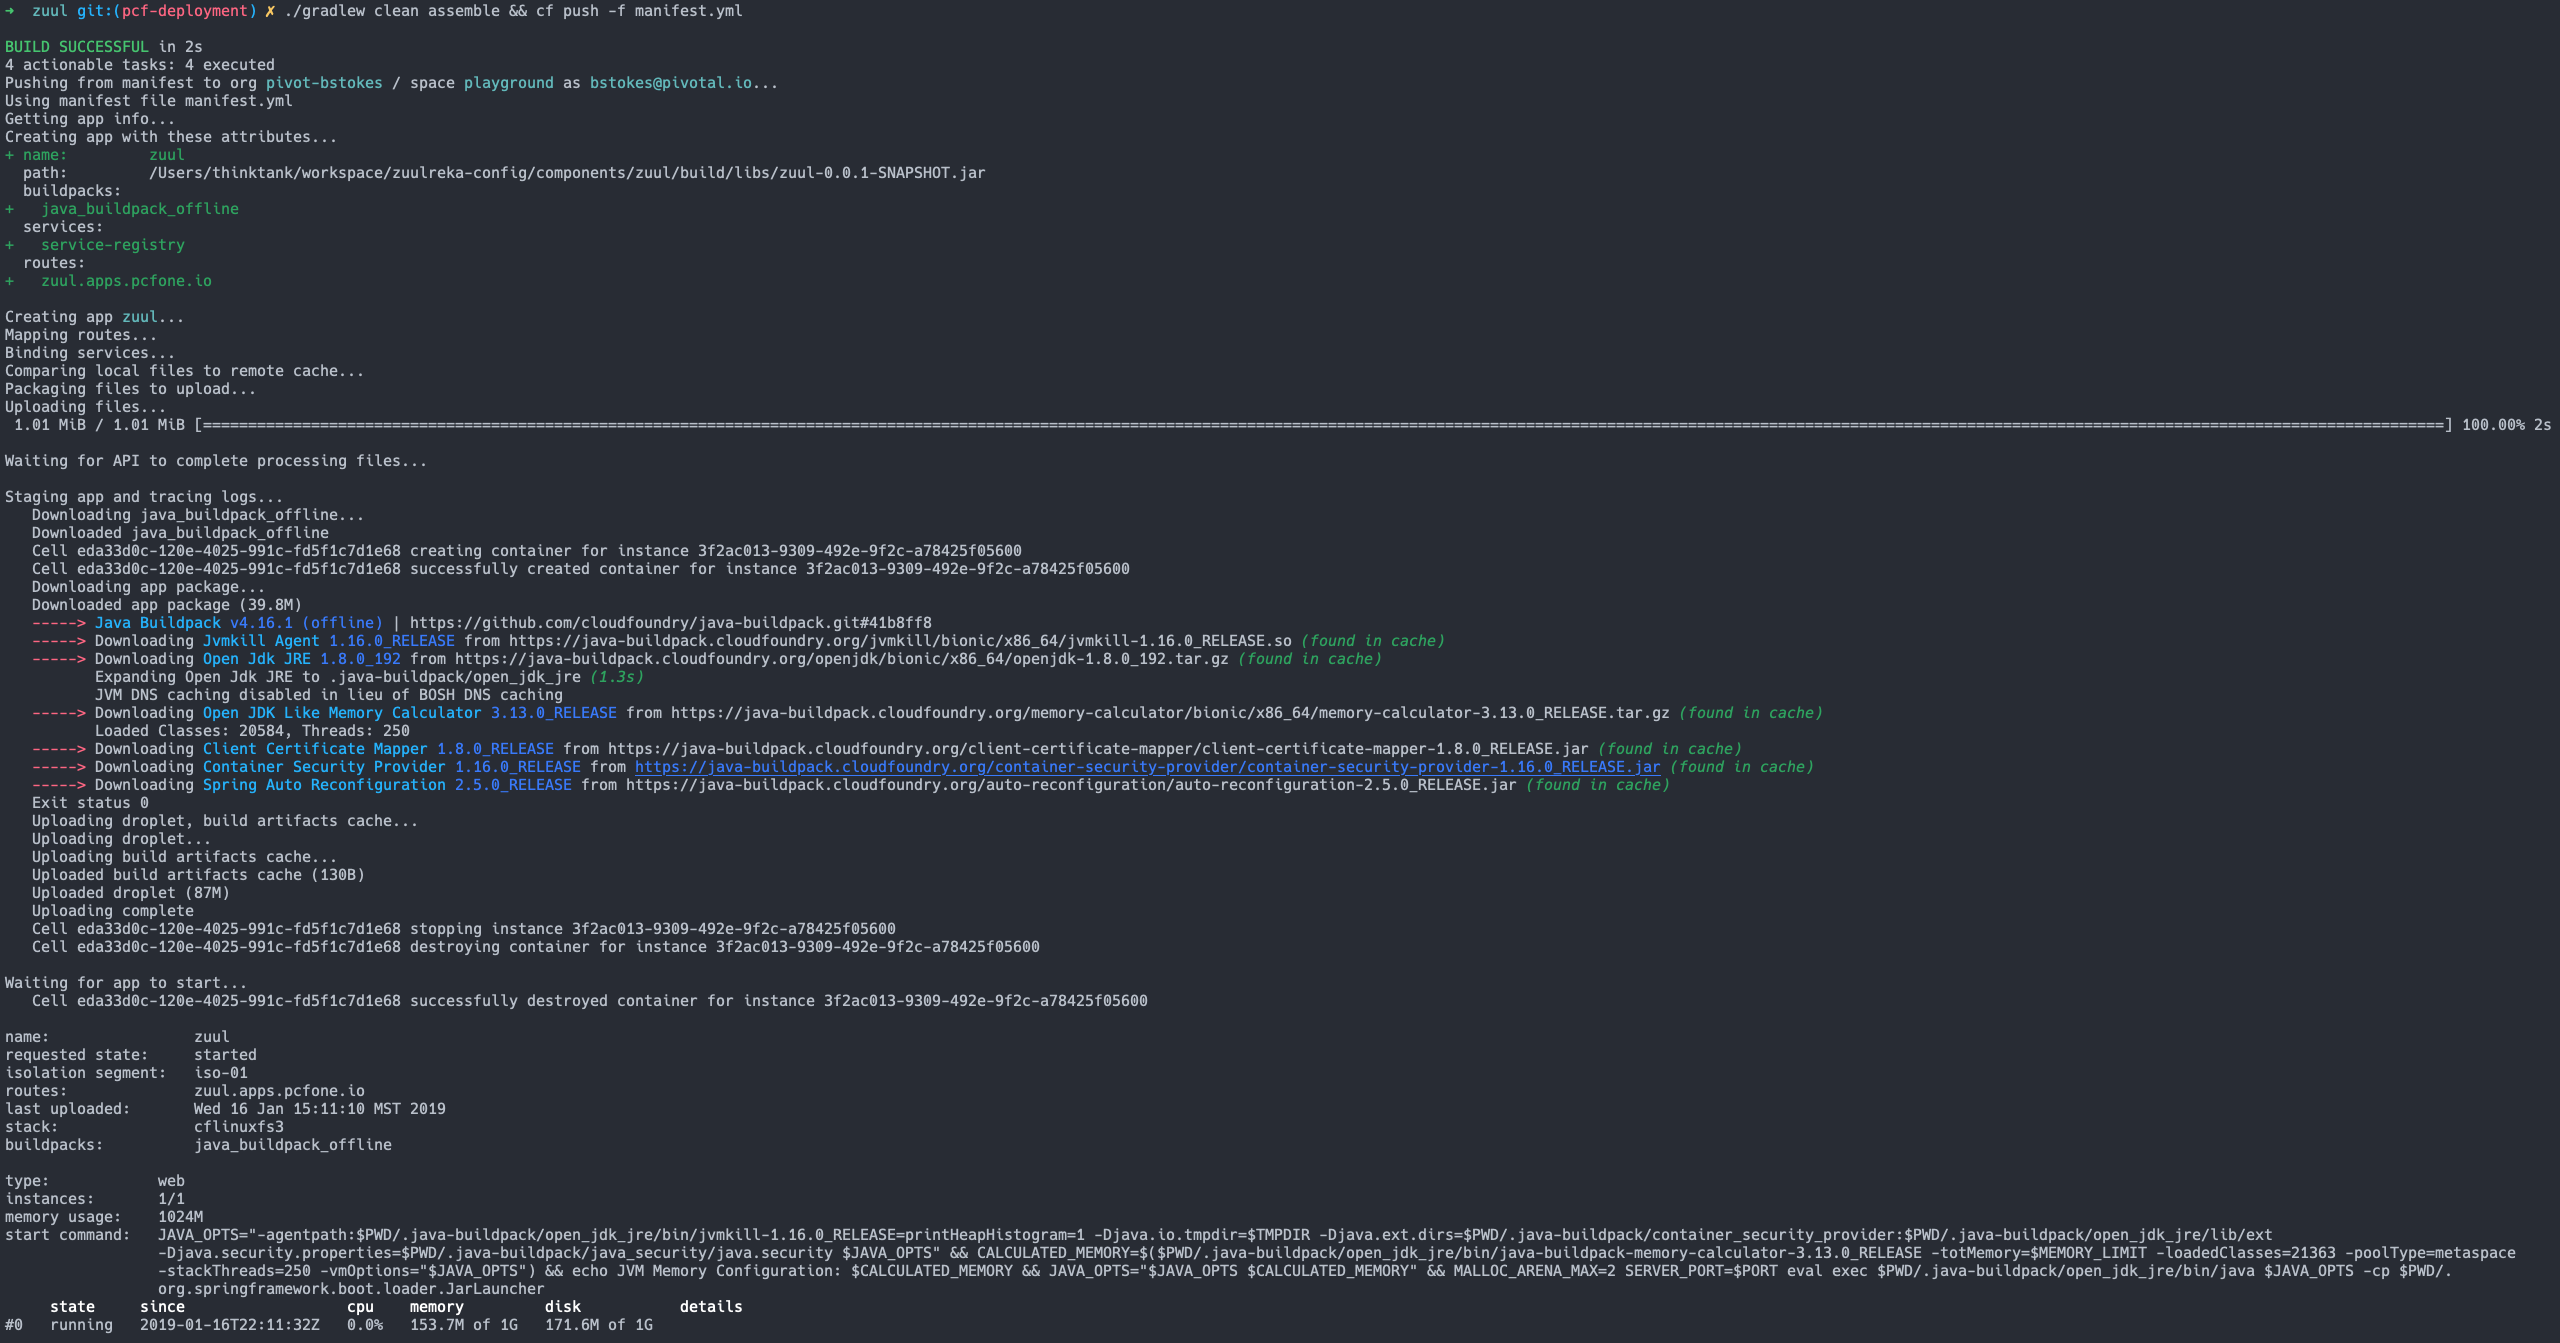 ➜  zuul git:(pcf-deployment) ✗ ./gradlew clean assemble && cf push -f manifest.yml
BUILD SUCCESSFUL in 2s
4 actionable tasks: 4 executed
Pushing from manifest to org pivot-bstokes / space playground as bstokes@pivotal.io...
Using manifest file manifest.yml
Getting app info...
Creating app with these attributes...
+ name:         zuul
  path:         /Users/thinktank/workspace/zuulreka-config/components/zuul/build/libs/zuul-0.0.1-SNAPSHOT.jar
  buildpacks:
+   java_buildpack_offline
  services:
+   service-registry
  routes:
+   zuul.apps.pcfone.io
Creating app zuul...
Mapping routes...
Binding services...
Comparing local files to remote cache...
Packaging files to upload...
Uploading files...
 1.01 MiB / 1.01 MiB [==========================================================================================] 100.00% 2s
Waiting for API to complete processing files...
Staging app and tracing logs...
   Downloading java_buildpack_offline...
   Downloaded java_buildpack_offline
   Cell eda33d0c-120e-4025-991c-fd5f1c7d1e68 creating container for instance 3f2ac013-9309-492e-9f2c-a78425f05600
   Cell eda33d0c-120e-4025-991c-fd5f1c7d1e68 successfully created container for instance 3f2ac013-9309-492e-9f2c-a78425f05600
   Downloading app package...
   Downloaded app package (39.8M)
   -----> Java Buildpack v4.16.1 (offline) | https://github.com/cloudfoundry/java-buildpack.git#41b8ff8
   -----> Downloading Jvmkill Agent 1.16.0_RELEASE from https://java-buildpack.cloudfoundry.org/jvmkill/bionic/x86_64/jvmkill-1.16.0_RELEASE.so (found in cache)
   -----> Downloading Open Jdk JRE 1.8.0_192 from https://java-buildpack.cloudfoundry.org/openjdk/bionic/x86_64/openjdk-1.8.0_192.tar.gz (found in cache)
          Expanding Open Jdk JRE to .java-buildpack/open_jdk_jre (1.3s)
          JVM DNS caching disabled in lieu of BOSH DNS caching
   -----> Downloading Open JDK Like Memory Calculator 3.13.0_RELEASE from https://java-buildpack.cloudfoundry.org/memory-calculator/bionic/x86_64/memory-calculator-3.13.0_RELEASE.tar.gz (found in cache)
          Loaded Classes: 20584, Threads: 250
   -----> Downloading Client Certificate Mapper 1.8.0_RELEASE from https://java-buildpack.cloudfoundry.org/client-certificate-mapper/client-certificate-mapper-1.8.0_RELEASE.jar (found in cache)
   -----> Downloading Container Security Provider 1.16.0_RELEASE from https://java-buildpack.cloudfoundry.org/container-security-provider/container-security-provider-1.16.0_RELEASE.jar (found in cache)
   -----> Downloading Spring Auto Reconfiguration 2.5.0_RELEASE from https://java-buildpack.cloudfoundry.org/auto-reconfiguration/auto-reconfiguration-2.5.0_RELEASE.jar (found in cache)
   Exit status 0
   Uploading droplet, build artifacts cache...
   Uploading droplet...
   Uploading build artifacts cache...
   Uploaded build artifacts cache (130B)
   Uploaded droplet (87M)
   Uploading complete
   Cell eda33d0c-120e-4025-991c-fd5f1c7d1e68 stopping instance 3f2ac013-9309-492e-9f2c-a78425f05600
   Cell eda33d0c-120e-4025-991c-fd5f1c7d1e68 destroying container for instance 3f2ac013-9309-492e-9f2c-a78425f05600
Waiting for app to start...
   Cell eda33d0c-120e-4025-991c-fd5f1c7d1e68 successfully destroyed container for instance 3f2ac013-9309-492e-9f2c-a78425f05600
name:                zuul
requested state:     started
isolation segment:   iso-01
routes:              zuul.apps.pcfone.io
last uploaded:       Wed 16 Jan 15:11:10 MST 2019
stack:               cflinuxfs3
buildpacks:          java_buildpack_offline
type:            web
instances:       1/1
memory usage:    1024M
start command:   JAVA_OPTS="-agentpath:$PWD/.java-buildpack/open_jdk_jre/bin/jvmkill-1.16.0_RELEASE=printHeapHistogram=1 -Djava.io.tmpdir=$TMPDIR -Djava.ext.dirs=$PWD/.java-buildpack/container_security_provider:$PWD/.java-buildpack/open_jdk_jre/lib/ext
                 -Djava.security.properties=$PWD/.java-buildpack/java_security/java.security $JAVA_OPTS" && CALCULATED_MEMORY=$($PWD/.java-buildpack/open_jdk_jre/bin/java-buildpack-memory-calculator-3.13.0_RELEASE -totMemory=$MEMORY_LIMIT -loadedClasses=21363 -poolType=metaspace
                 -stackThreads=250 -vmOptions="$JAVA_OPTS") && echo JVM Memory Configuration: $CALCULATED_MEMORY && JAVA_OPTS="$JAVA_OPTS $CALCULATED_MEMORY" && MALLOC_ARENA_MAX=2 SERVER_PORT=$PORT eval exec $PWD/.java-buildpack/open_jdk_jre/bin/java $JAVA_OPTS -cp $PWD/.
                 org.springframework.boot.loader.JarLauncher
     state     since                  cpu    memory         disk           details
#0   running   2019-01-16T22:11:32Z   0.0%   153.7M of 1G   171.6M of 1G